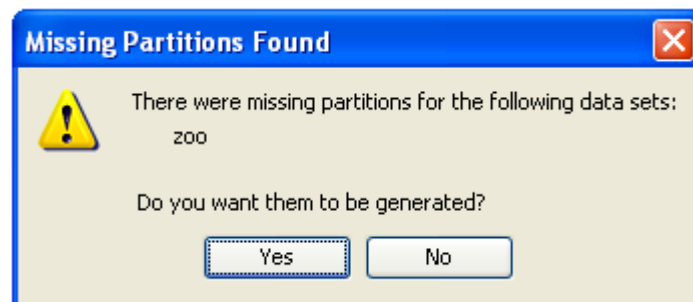 Missing Partitions Found
There were missing partitions for the following data sets:
zoo
Do you want them to be generated?
Yes No